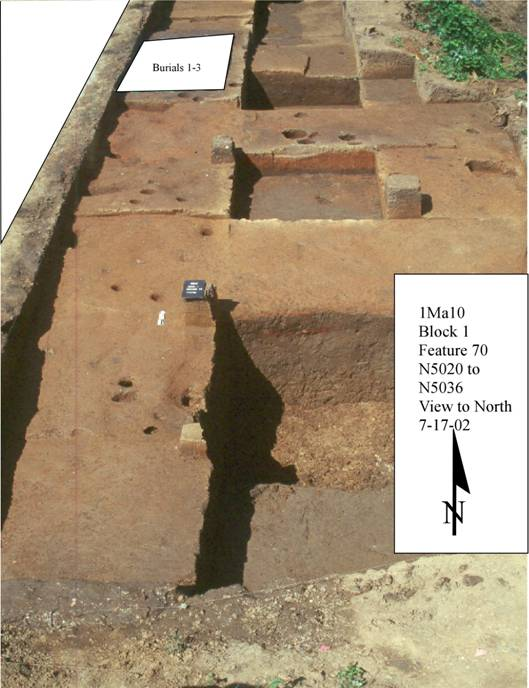 Burials 1-3
1Ma10
Block 1
Feature 70
N5020 to
N5036
View to North
7-17-02
N